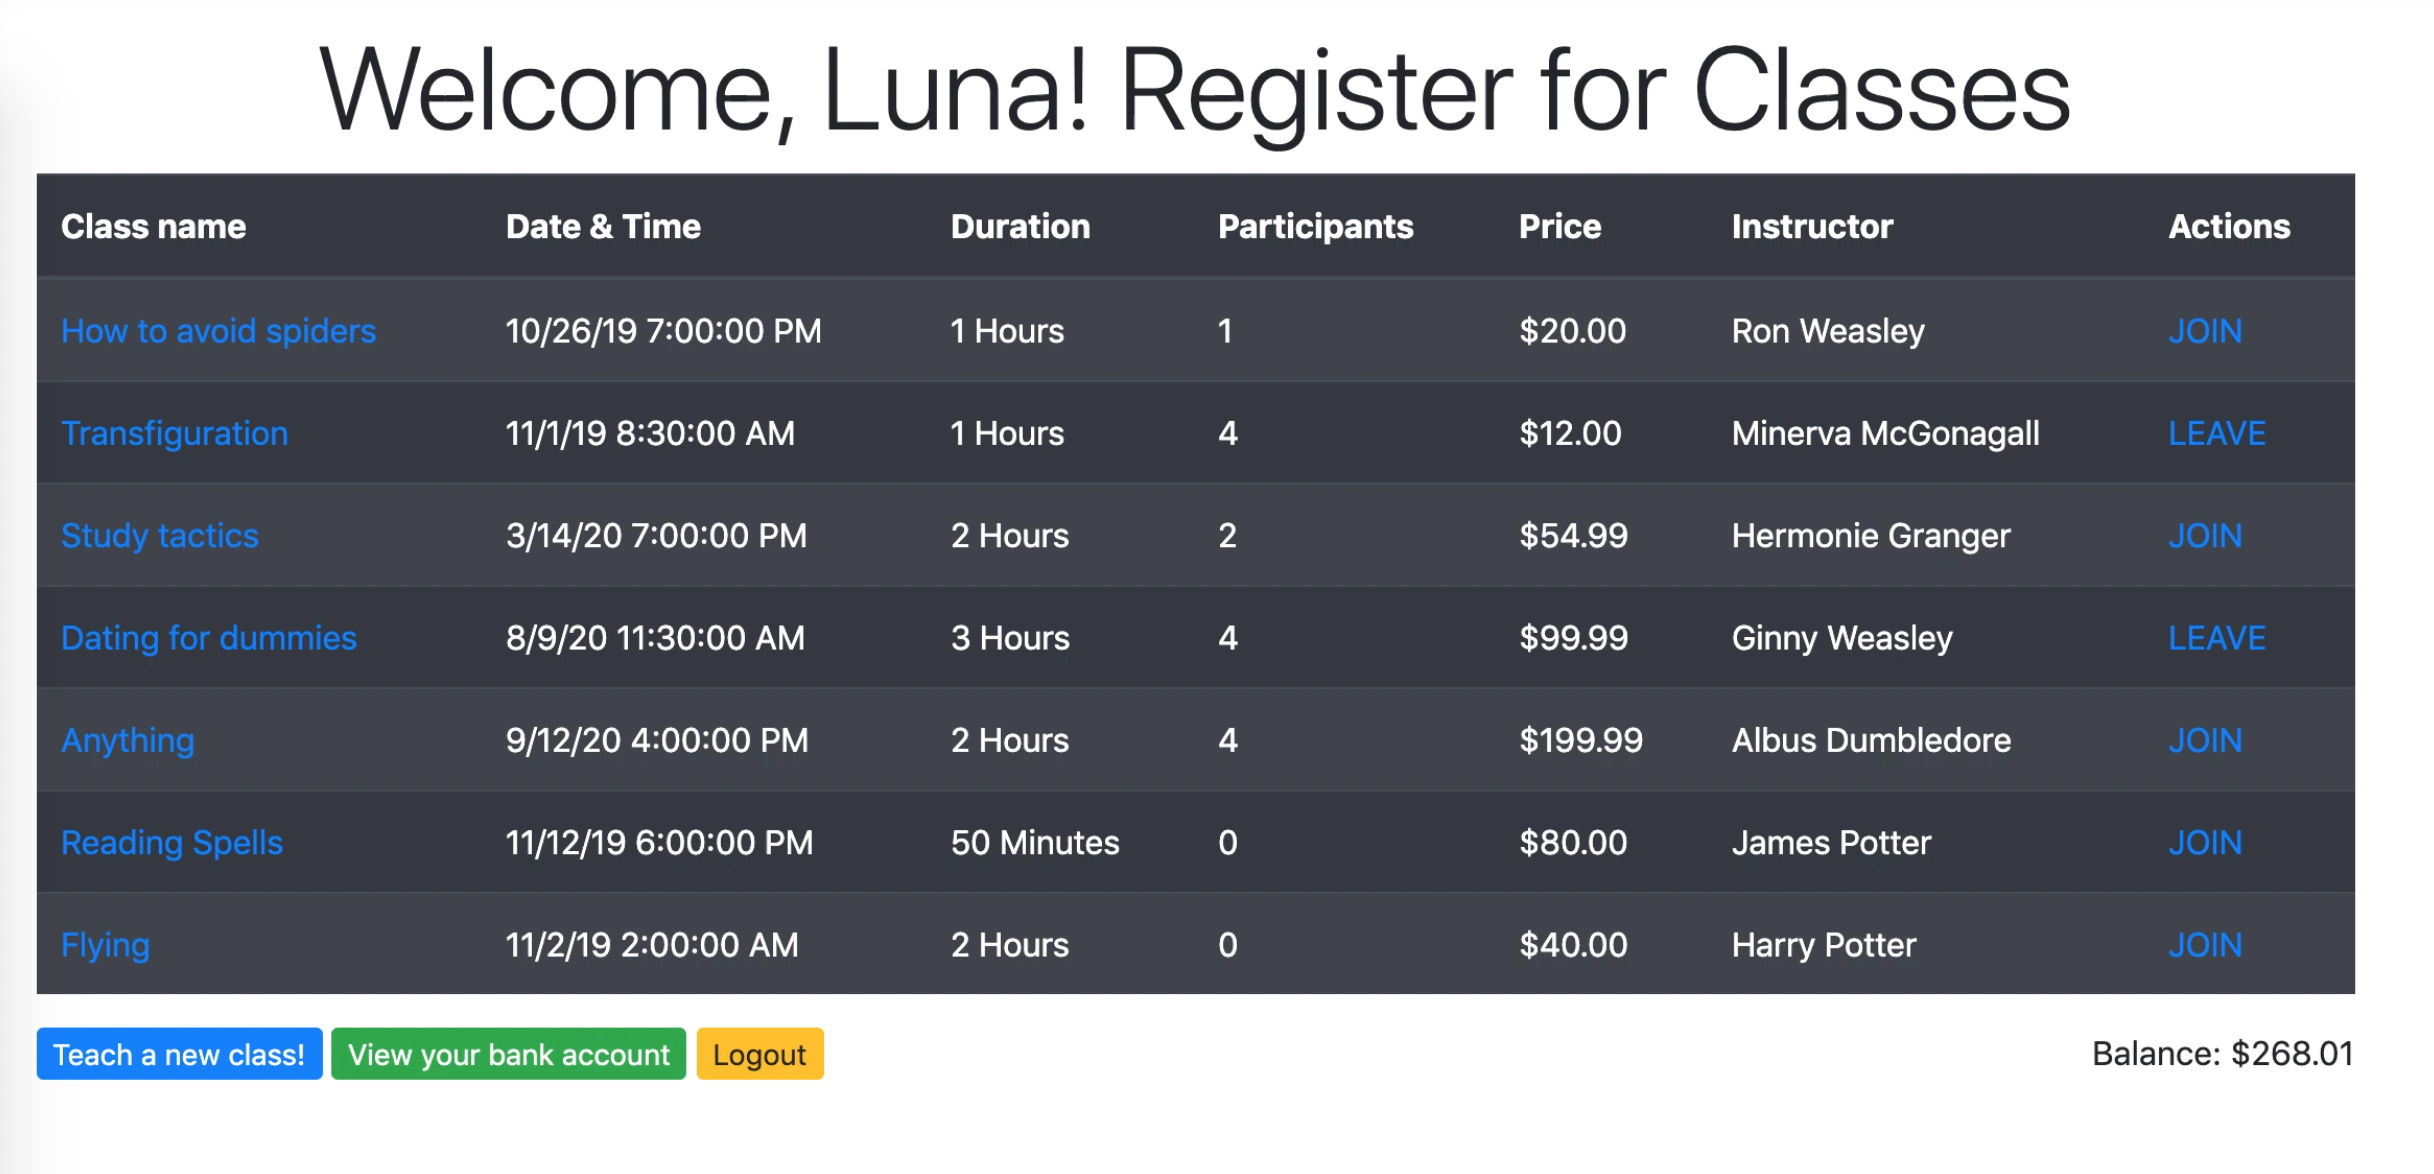 Welcome, Luna! Register for Classes
Class name Date & Time Duration Participants Price Instructor Actions
How to avoid spiders 10/26/19 7:00:00 PM 1 Hours 1 $20.00 Ron Weasley JOIN
Transfiguration 11/1/19 8:30:00 AM 1 Hours 4 $12.00 Minerva McGonagall LEAVE
Study tactics 3/14/20 7:00:00 PM 2 Hours 2 $54.99 Hermonie Granger JOIN
Dating for dummies 8/9/20 11:30:00 AM 3 Hours 4 $99.99 Ginny Weasley LEAVE
Anything 9/12/20 4:00:00 PM 2 Hours 4 $199.99 Albus Dumbledore JOIN
Reading Spells 11/12/19 6:00:00 PM 50 Minutes 0 $80.00 James Potter JOIN
Flying 11/2/19 2:00:00 AM 2 Hours 0 $40.00 Harry Potter JOIN
Teach a new class! View your bank account Logout Balance: $268.01